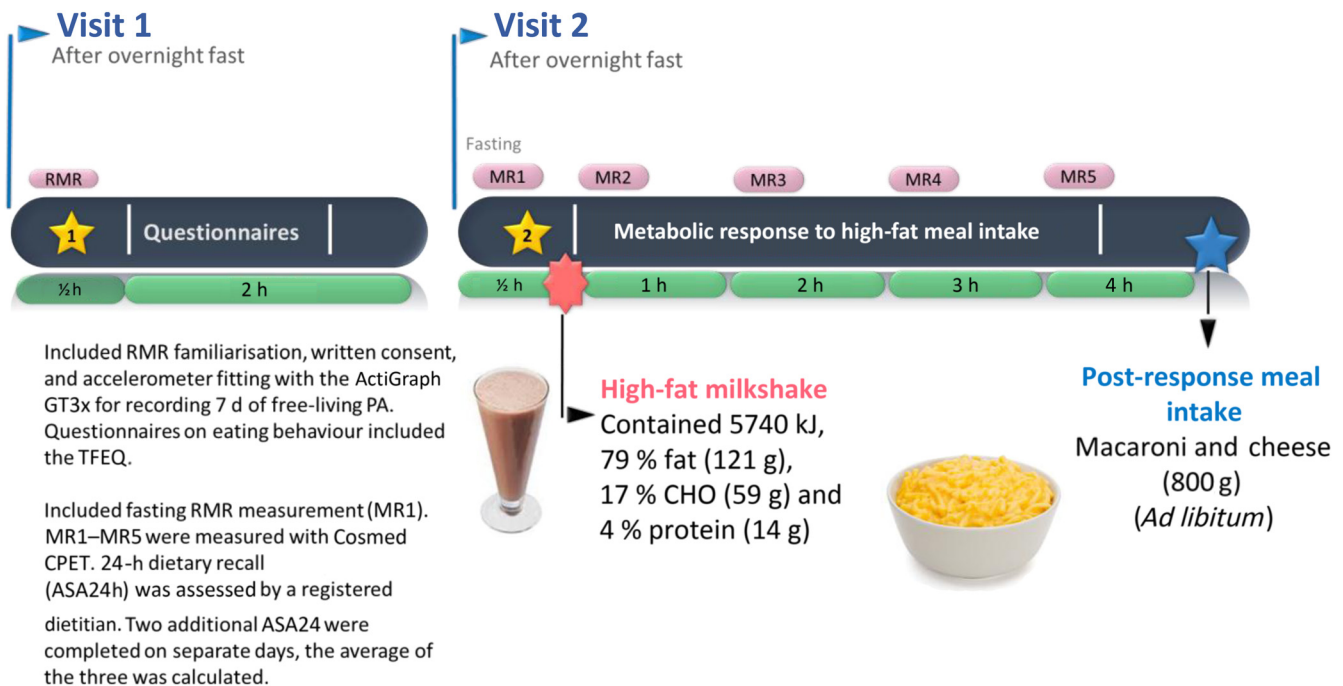 Visit 1
After overnight fast
RMR
1
Questionnaires
½ h
2 h
Included RMR familiarisation, written consent,
and accelerometer fitting with the ActiGraph
GT3x for recording 7 d of free-living PA.
Questionnaires on eating behaviour included
the TFEQ.
Included fasting RMR measurement (MR1).
MR1–MR5 were measured with Cosmed
CPET. 24-h dietary recall
(ASA24h) was assessed by a registered
dietitian. Two additional ASA24 were
completed on separate days, the average of
the three was calculated.
Visit 2
After overnight fast
Fasting
MR1
MR2
MR3
MR4
MR5
2
Metabolic response to high-fat meal intake
½ h
1 h
2 h
3 h
4 h
High-fat milkshake
Contained 5740 kJ,
79 % fat (121 g),
17 % CHO (59 g) and
4 % protein (14 g)
Post-response meal
intake
Macaroni and cheese
(800 g)
(Ad libitum)